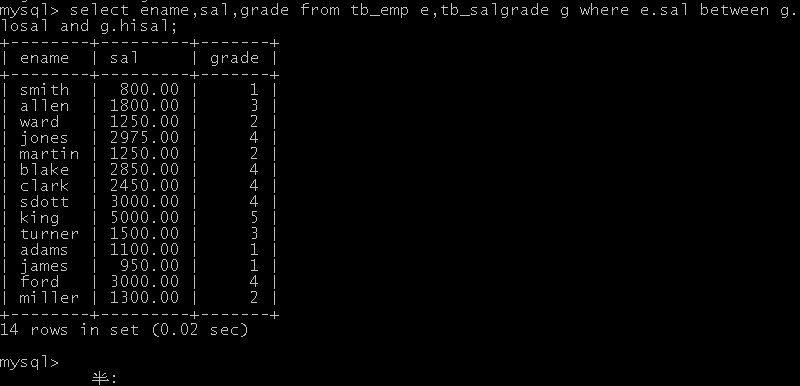 mysql> select ename,sal,grade from tb_emp e,tb_salgrade g where e.sal between g.
losal and g.hisal;
+--------+---------+-------+
| ename  | sal     | grade |
+--------+---------+-------+
| smith  |  800.00 |     1 |
| allen  | 1800.00 |     3 |
| ward   | 1250.00 |     2 |
| jones  | 2975.00 |     4 |
| martin | 1250.00 |     2 |
| blake  | 2850.00 |     4 |
| clark  | 2450.00 |     4 |
| sdott  | 3000.00 |     4 |
| king   | 5000.00 |     5 |
| turner | 1500.00 |     3 |
| adams  | 1100.00 |     1 |
| james  |  950.00 |     1 |
| ford   | 3000.00 |     4 |
| miller | 1300.00 |     2 |
+--------+---------+-------+
14 rows in set (0.02 sec)
mysql>
半: